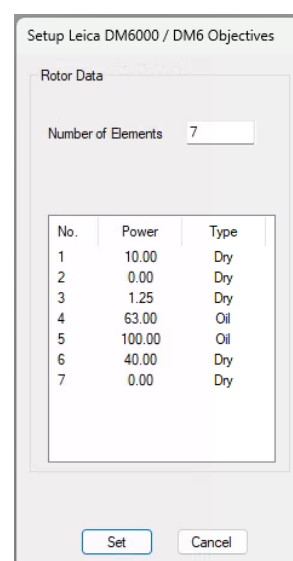 Setup Leica DM6000 / DM6 Objectives
Rotor Data
Number of Elements 7
No. Power Type
1 10.00 Dry
2 0.00 Dry
3 1.25 Dry
4 63.00 Oil
5 100.00 Oil
6 40.00 Dry
7 0.00 Dry
Set Cancel